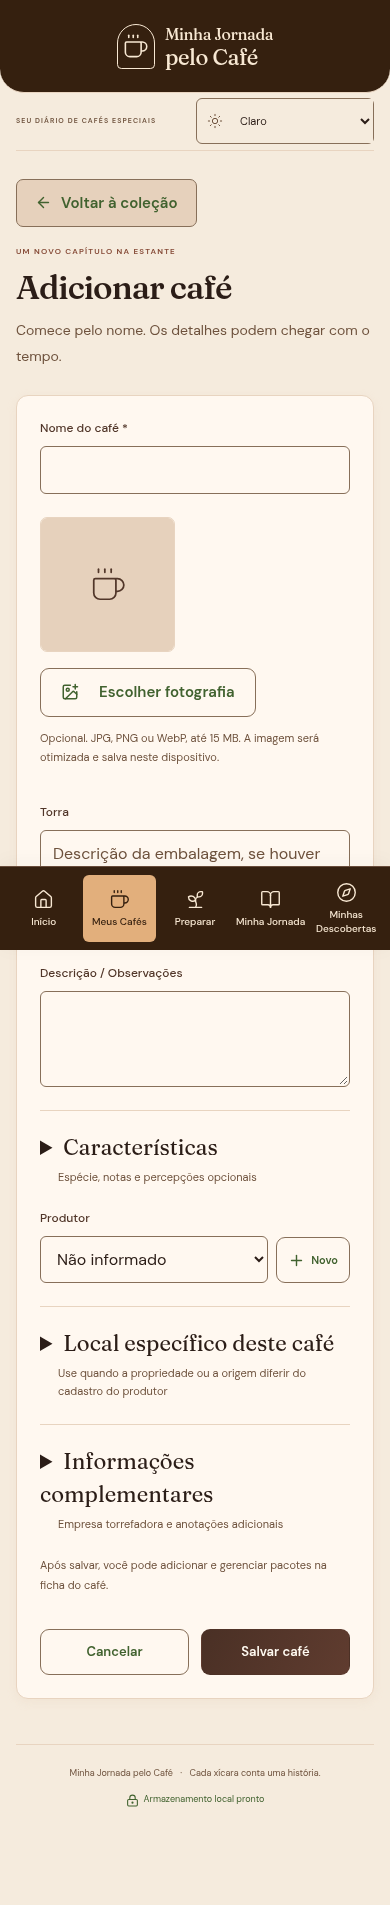 Minha Jornada
pelo Café
SEU DIÁRIO DE CAFÉS ESPECIAIS
Claro
Voltar à coleção
UM NOVO CAPÍTULO NA ESTANTE
Adicionar café
Comece pelo nome. Os detalhes podem chegar com o
tempo.
Nome do café *
Escolher fotografia
Opcional. JPG, PNG ou WebP, até 15 MB. A imagem será
otimizada e salva neste dispositivo.
Torra
Descrição da embalagem, se houver
Início
Meus Cafés
Preparar
Minha Jornada
Minhas
Descobertas
Descrição / Observações
Características
Espécie, notas e percepções opcionais
Produtor
Não informado
Novo
Local específico deste café
Use quando a propriedade ou a origem diferir do
cadastro do produtor
Informações
complementares
Empresa torrefadora e anotações adicionais
Após salvar, você pode adicionar e gerenciar pacotes na
ficha do café.
Cancelar
Salvar café
Minha Jornada pelo Café · Cada xícara conta uma história.
Armazenamento local pronto